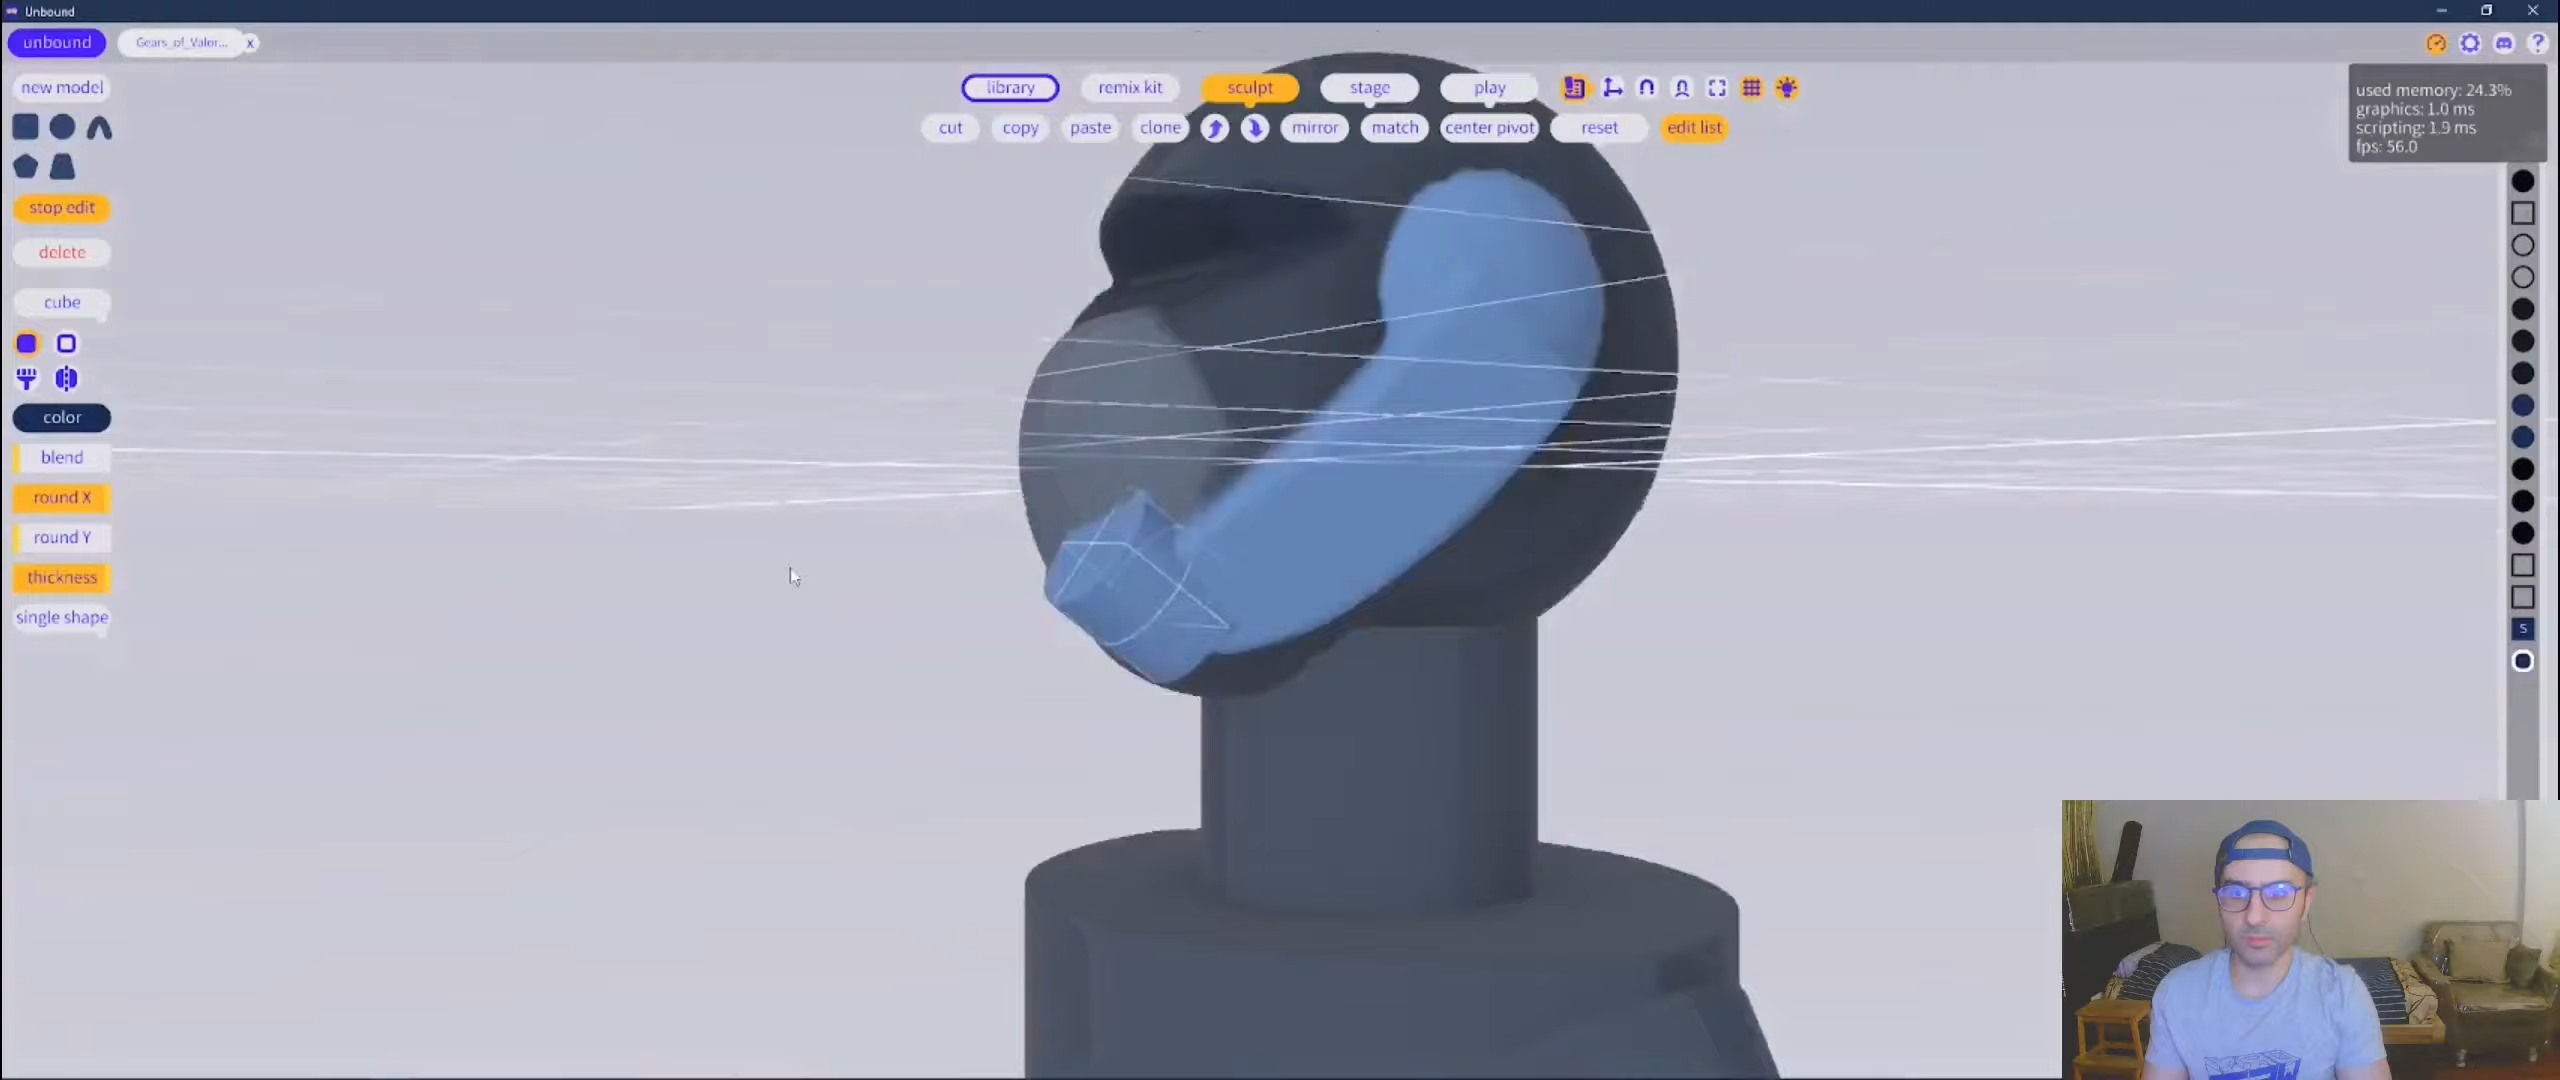 Unbound
unbound
Gears_of_Valor...
x
?
new model
library
remix kit
sculpt
stage
play
cut
copy
paste
clone
mirror
match
center pivot
reset
edit list
used memory: 24.3%
graphics: 1.0 ms
scripting: 1.9 ms
fps: 56.0
stop edit
delete
cube
color
blend
round X
round Y
thickness
single shape
S